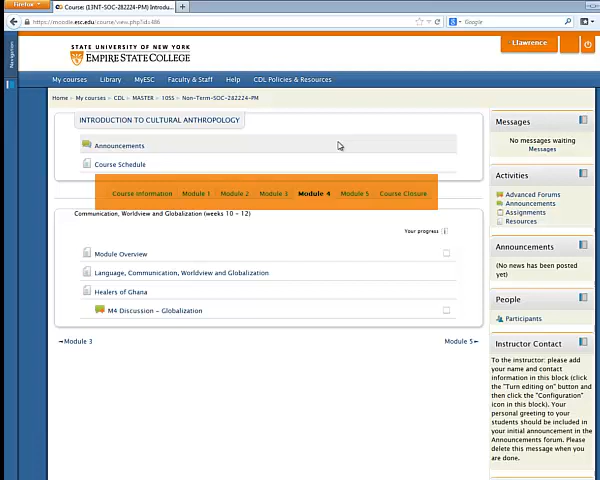 Firefox
Course: (13NT-SOC-282224-PM) Introdu...
https://moodle.esc.edu/course/view.php?id=486
Google
Navigation
STATE UNIVERSITY OF NEW YORK
EMPIRE STATE COLLEGE
Llawrence
My courses Library MyESC Faculty & Staff Help CDL Policies & Resources
Home My courses CDL MASTER 10SS Non-Term-SOC-282224-PM
INTRODUCTION TO CULTURAL ANTHROPOLOGY
Announcements
Course Schedule
Course Information Module 1 Module 2 Module 3 Module 4 Module 5 Course Closure
Communication, Worldview and Globalization (weeks 10 - 12)
Your progress
Module Overview
Language, Communication, Worldview and Globalization
Healers of Ghana
M4 Discussion - Globalization
Module 3
Module 5
Messages
No messages waiting
Messages
Activities
Advanced Forums
Announcements
Assignments
Resources
Announcements
(No news has been posted
yet)
People
Participants
Instructor Contact
To the instructor: please add
your name and contact
information in this block (click
the "Turn editing on" button and
then click the "Configuration"
icon in this block). Your
personal greeting to your
students should be included in
your initial announcement in the
Announcements forum. Please
delete this message when you
are done.